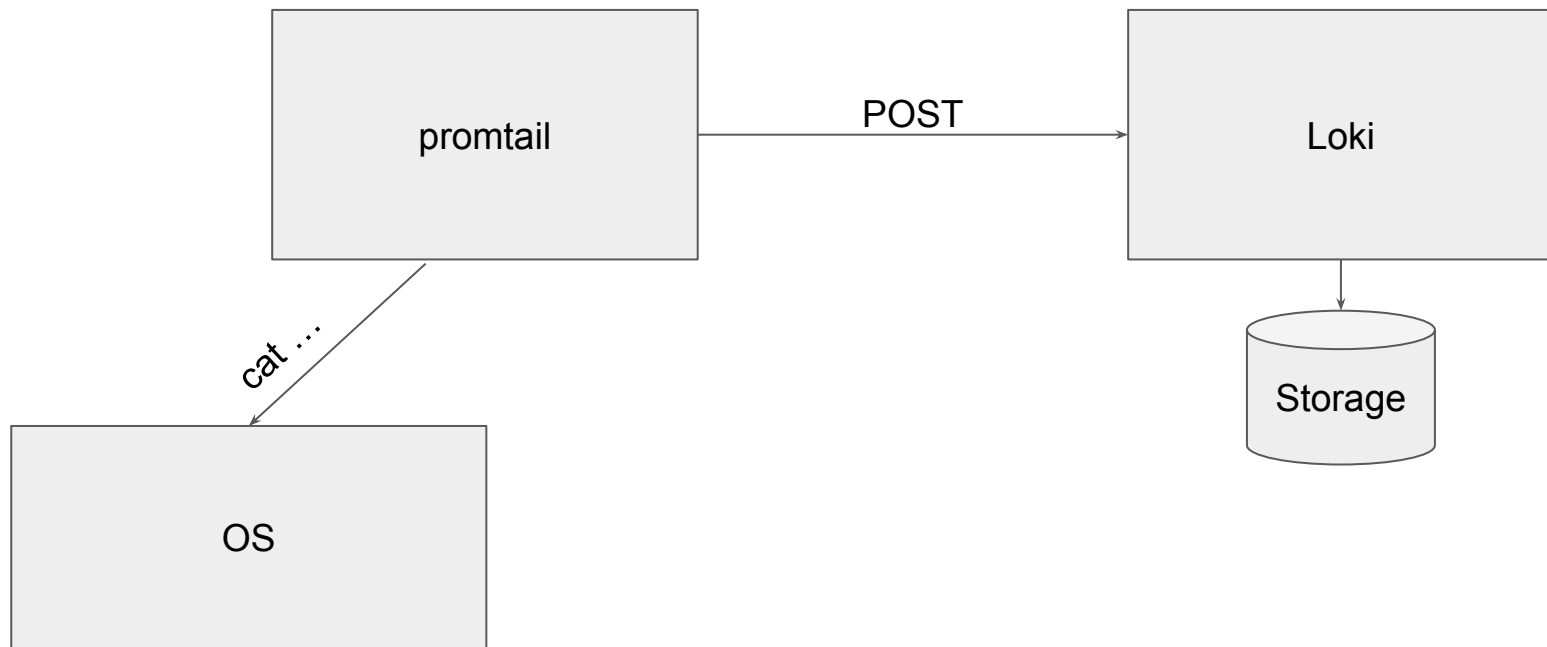 promtail
POST
Loki
cat …
Storage
OS